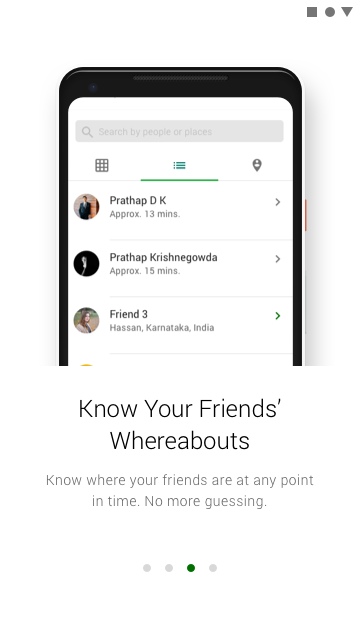 Search by people or places
Prathap D K
Approx. 13 mins.
Prathap Krishnegowda
Approx. 15 mins.
Friend 3
Hassan, Karnataka, India
Know Your Friends’
Whereabouts
Know where your friends are at any point
in time. No more guessing.